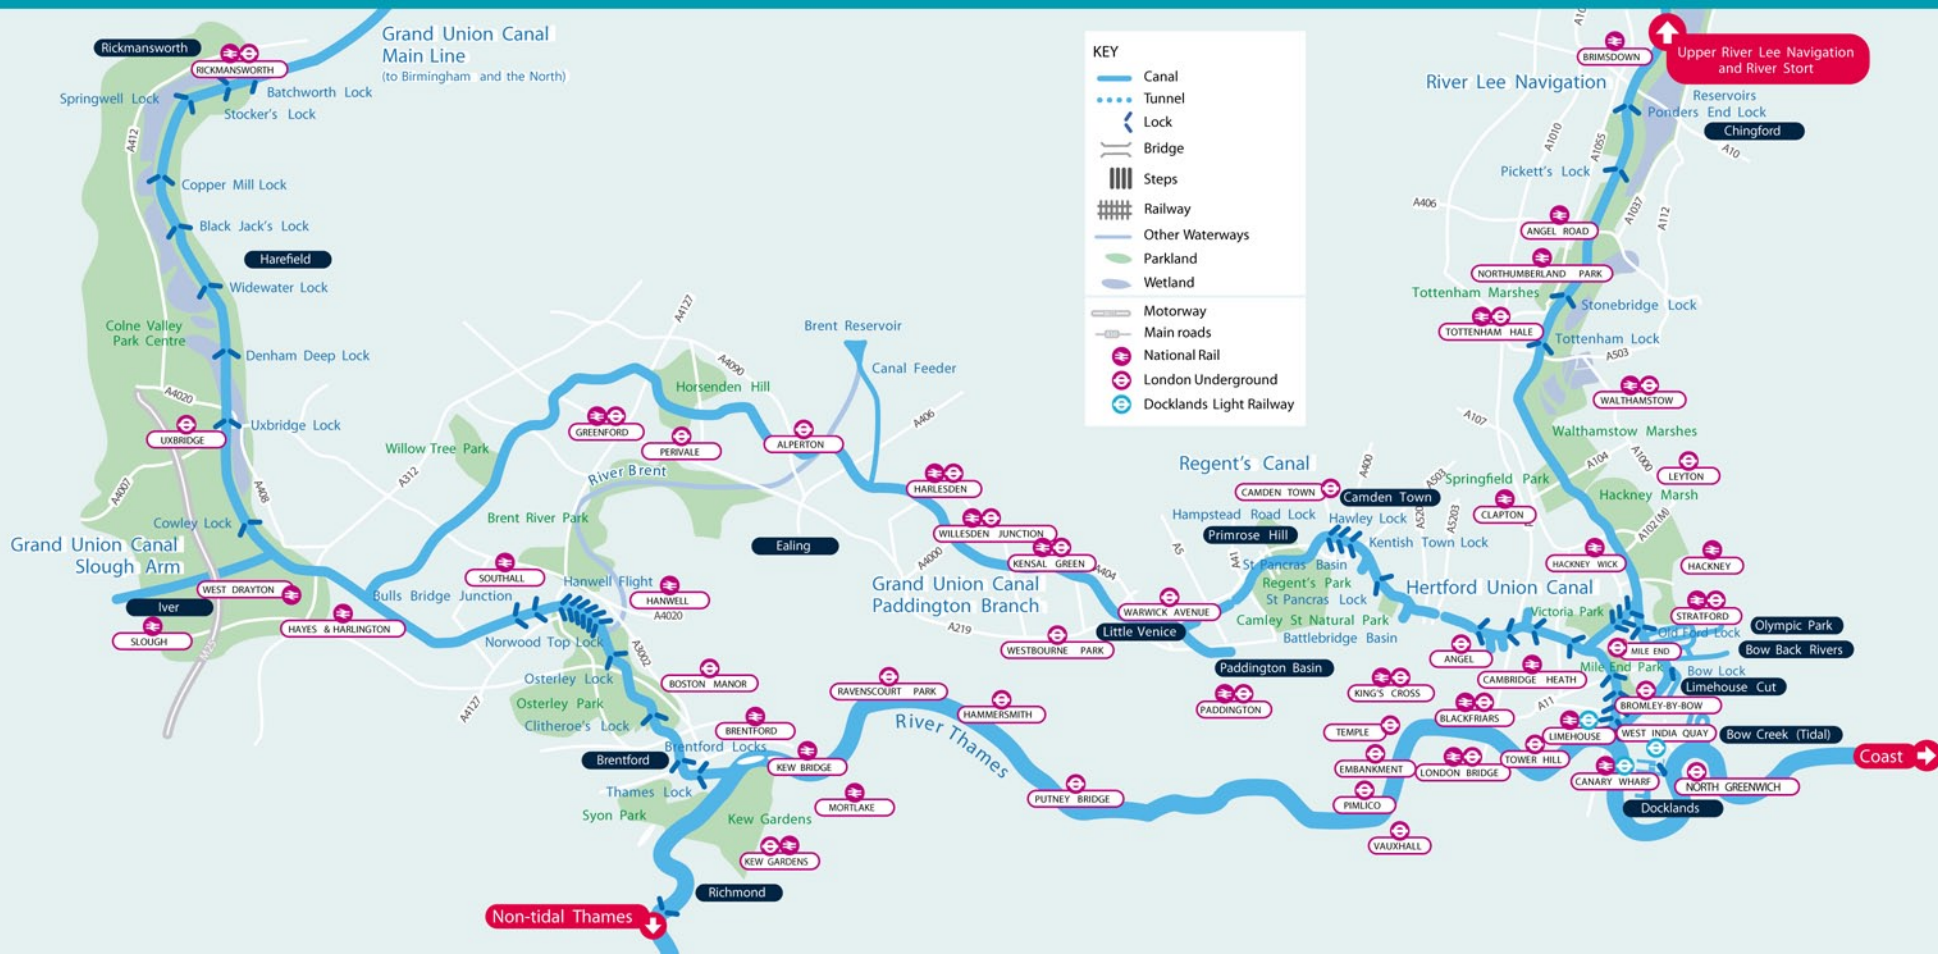 Rickmansworth
RICKMANSWORTH
Grand Union Canal
Main Line
(to Birmingham and the North)
Springwell Lock
Batchworth Lock
Stocker's Lock
A412
Copper Mill Lock
Black Jack's Lock
Harefield
Widewater Lock
Colne Valley
Park Centre
Denham Deep Lock
A4020
UXBRIDGE
Uxbridge Lock
A4007
A408
Cowley Lock
Grand Union Canal
Slough Arm
WEST DRAYTON
Iver
SLOUGH
M25
HAYES & HARLINGTON
A4127
A4090
Horsenden Hill
GREENFORD
PERIVALE
Willow Tree Park
A312
River Brent
Brent River Park
SOUTHALL
Hanwell Flight
HANWELL
A4020
Bulls Bridge Junction
Norwood Top Lock
A3002
Osterley Lock
BOSTON MANOR
A4127
Osterley Park
Clitheroe's Lock
BRENTFORD
Brentford Locks
Brentford
KEW BRIDGE
Thames Lock
MORTLAKE
Syon Park
Kew Gardens
KEW GARDENS
Richmond
Non-tidal Thames
Brent Reservoir
Canal Feeder
A406
ALPERTON
HARLESDEN
WILLESDEN JUNCTION
Ealing
A4000
KENSAL GREEN
A404
Grand Union Canal
Paddington Branch
A219
WARWICK AVENUE
Little Venice
WESTBOURNE PARK
Paddington Basin
PADDINGTON
RAVENSCOURT PARK
HAMMERSMITH
River Thames
PUTNEY BRIDGE
KEY
Canal
Tunnel
Lock
Bridge
Steps
Railway
Other Waterways
Parkland
Wetland
Motorway
Main roads
National Rail
London Underground
Docklands Light Railway
Regent's Canal
A400
CAMDEN TOWN
Camden Town
A503
Hampstead Road Lock
Hawley Lock
A5203
Primrose Hill
Kentish Town Lock
A5
A41
St Pancras Basin
Regent's Park
St Pancras Lock
Camley St Natural Park
Battlebridge Basin
Hertford Union Canal
Victoria Park
ANGEL
CAMBRIDGE HEATH
KING'S CROSS
BLACKFRIARS
A11
TEMPLE
EMBANKMENT
LONDON BRIDGE
TOWER HILL
PIMLICO
VAUXHALL
LIMEHOUSE
WEST INDIA QUAY
CANARY WHARF
NORTH GREENWICH
Docklands
Coast
Bow Creek (Tidal)
BROMLEY-BY-BOW
Limehouse Cut
Bow Lock
Mile End Park
MILE END
Bow Back Rivers
Olympic Park
Old Ford Lock
STRATFORD
HACKNEY
HACKNEY WICK
A102(M)
Hackney Marsh
CLAPTON
Springfield Park
A104
A1000
LEYTON
Walthamstow Marshes
A107
WALTHAMSTOW
A503
Tottenham Lock
TOTTENHAM HALE
Stonebridge Lock
Tottenham Marshes
NORTHUMBERLAND PARK
ANGEL ROAD
A406
A1037
A112
Pickett's Lock
A1010
A1055
A10
Chingford
Ponders End Lock
Reservoirs
River Lee Navigation
BRIMSDOWN
Upper River Lee Navigation
and River Stort